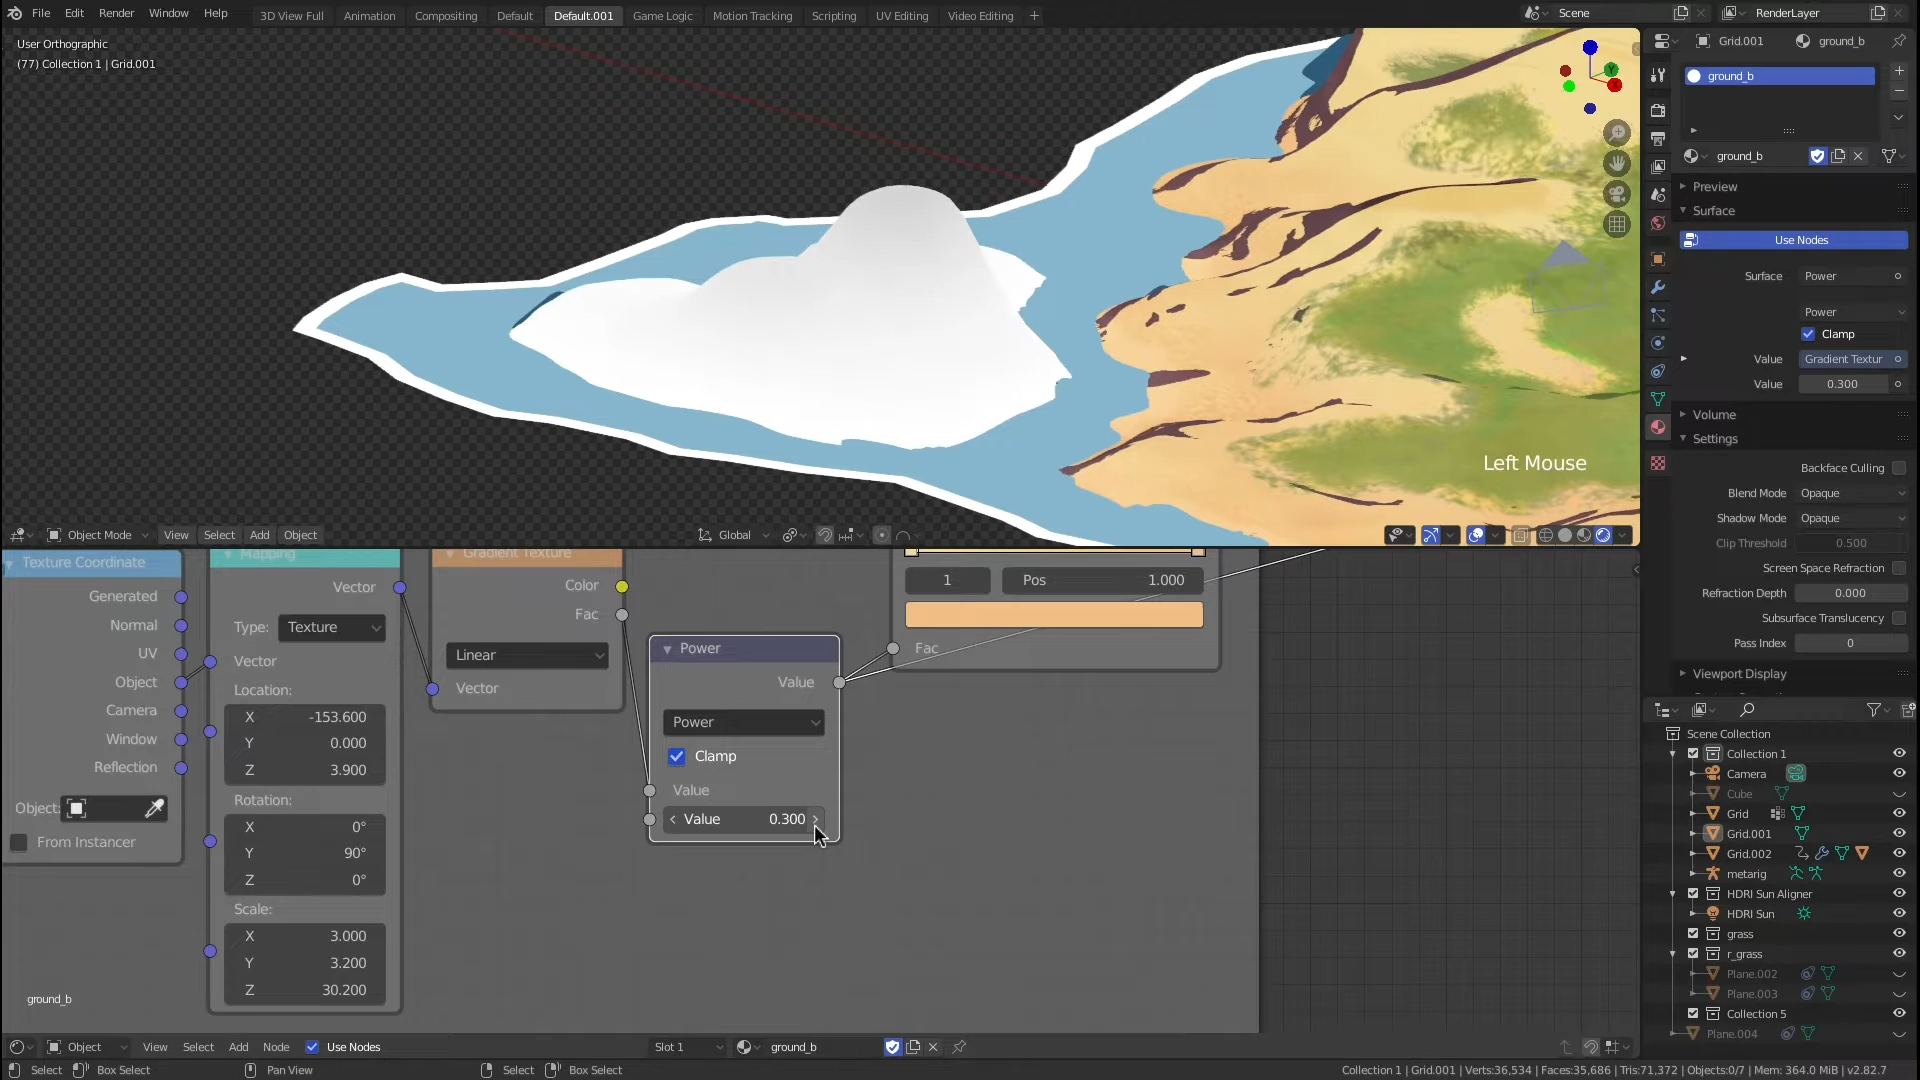 File Edit Render Window Help
3D View Full Animation Compositing Default Default.001 Game Logic Motion Tracking Scripting UV Editing Video Editing +
Scene
RenderLayer
User Orthographic
(77) Collection 1 | Grid.001
Left Mouse
Object Mode View Select Add Object
Global
Grid.001 ground_b
ground_b
ground_b
Preview
Surface
Use Nodes
Surface Power
Power
Clamp
Value Gradient Textur
Value 0.300
Volume
Settings
Backface Culling
Blend Mode Opaque
Shadow Mode Opaque
Clip Threshold 0.500
Screen Space Refraction
Refraction Depth 0.000
Subsurface Translucency
Pass Index 0
Viewport Display
Texture Coordinate
Generated
Normal
UV
Object
Camera
Window
Reflection
Object:
From Instancer
Mapping
Vector
Type: Texture
Vector
Location:
X -153.600
Y 0.000
Z 3.900
Rotation:
X 0°
Y 90°
Z 0°
Scale:
X 3.000
Y 3.200
Z 30.200
Gradient Texture
Color
Fac
Linear
Vector
Power
Value
Power
Clamp
Value
Value 0.300
1 Pos 1.000
Fac
ground_b
Scene Collection
Collection 1
Camera
Cube
Grid
Grid.001
Grid.002
metarig
HDRI Sun Aligner
HDRI Sun
grass
r_grass
Plane.002
Plane.003
Collection 5
Plane.004
Object View Select Add Node Use Nodes Slot 1 ground_b
Select Box Select Pan View Select Box Select
Collection 1 | Grid.001 | Verts:36,534 | Faces:35,686 | Tris:71,372 | Objects:0/7 | Mem: 364.0 MiB | v2.82.7